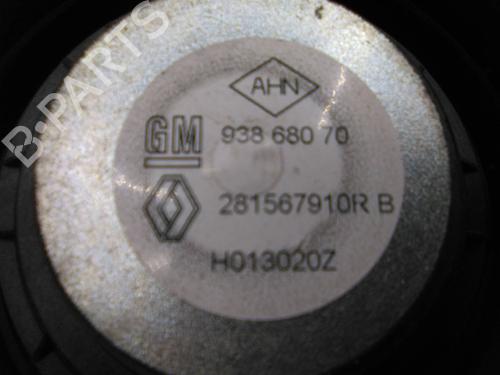 AHN
GM 938 680 70
281567910R B
H013020Z
B-PARTS